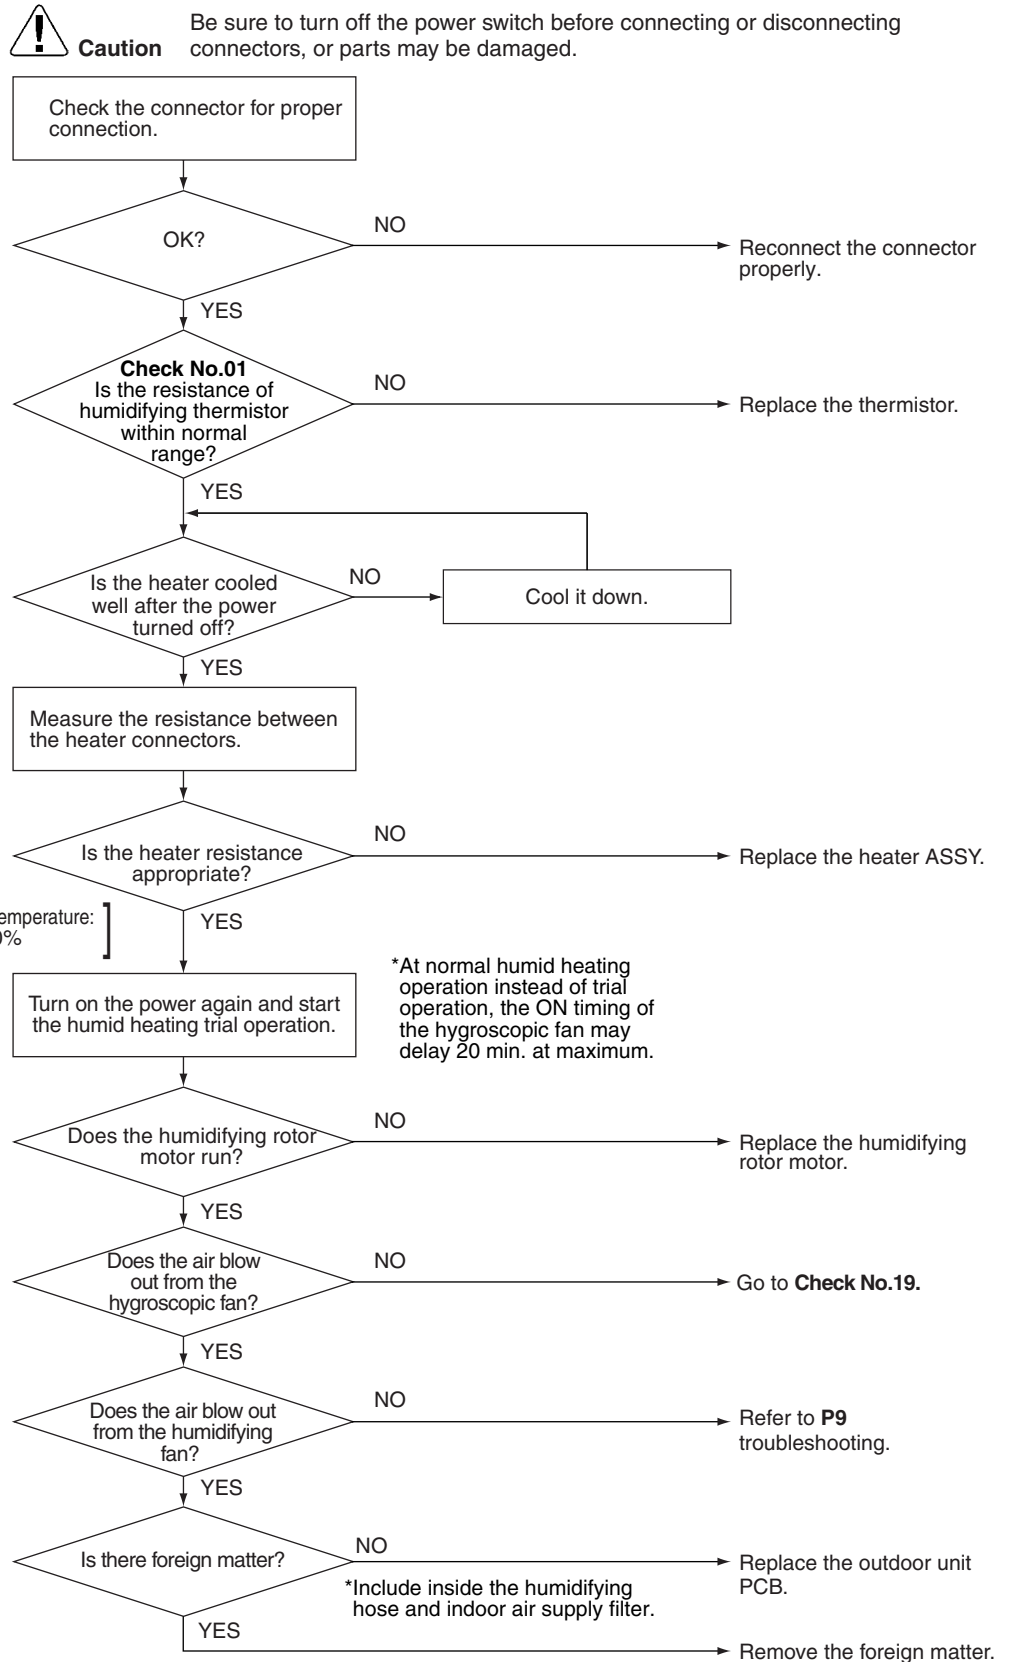 Be sure to turn off the power switch before connecting or disconnecting
Caution connectors, or parts may be damaged.
Check the connector for proper
connection.
OK?
NO
Reconnect the connector
properly.
YES
Check No.01
Is the resistance of
humidifying thermistor
within normal
range?
NO
Replace the thermistor.
YES
Is the heater cooled
well after the power
turned off?
NO
Cool it down.
YES
Measure the resistance between
the heater connectors.
Is the heater resistance
appropriate?
NO
Replace the heater ASSY.
YES
emperature:
%
]
Turn on the power again and start
the humid heating trial operation.
*At normal humid heating
operation instead of trial
operation, the ON timing of
the hygroscopic fan may
delay 20 min. at maximum.
Does the humidifying rotor
motor run?
NO
Replace the humidifying
rotor motor.
YES
Does the air blow
out from the
hygroscopic fan?
NO
Go to Check No.19.
YES
Does the air blow out
from the humidifying
fan?
NO
Refer to P9
troubleshooting.
YES
Is there foreign matter?
NO
Replace the outdoor unit
PCB.
*Include inside the humidifying
hose and indoor air supply filter.
YES
Remove the foreign matter.